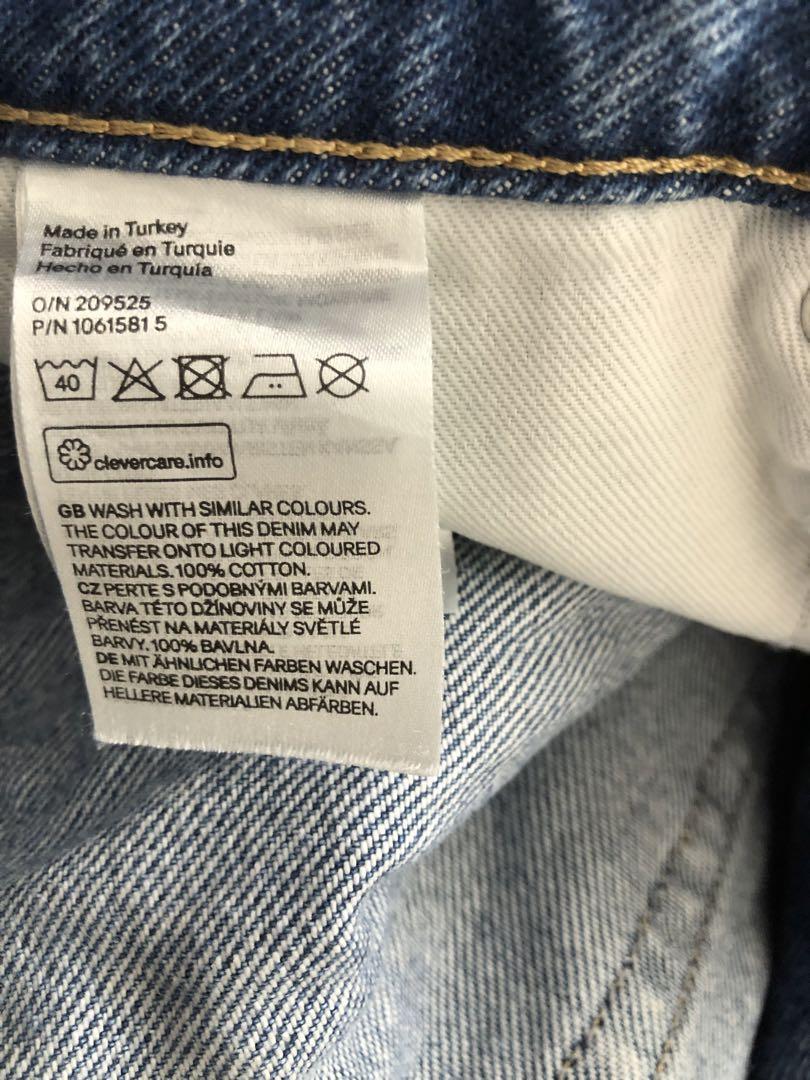 Made in Turkey
Fabriqué en Turquie
Hecho en Turquía
O/N 209525
P/N 1061581 5
40
clevercare.info
GB WASH WITH SIMILAR COLOURS.
THE COLOUR OF THIS DENIM MAY
TRANSFER ONTO LIGHT COLOURED
MATERIALS. 100% COTTON.
CZ PERTE S PODOBNÝMI BARVAMI.
BARVA TÉTO DŽÍNOVINY SE MŮŽE
PŘENÉST NA MATERIÁLY SVĚTLÉ
BARVY. 100% BAVLNA.
DE MIT ÄHNLICHEN FARBEN WASCHEN.
DIE FARBE DIESES DENIMS KANN AUF
HELLERE MATERIALIEN ABFÄRBEN.